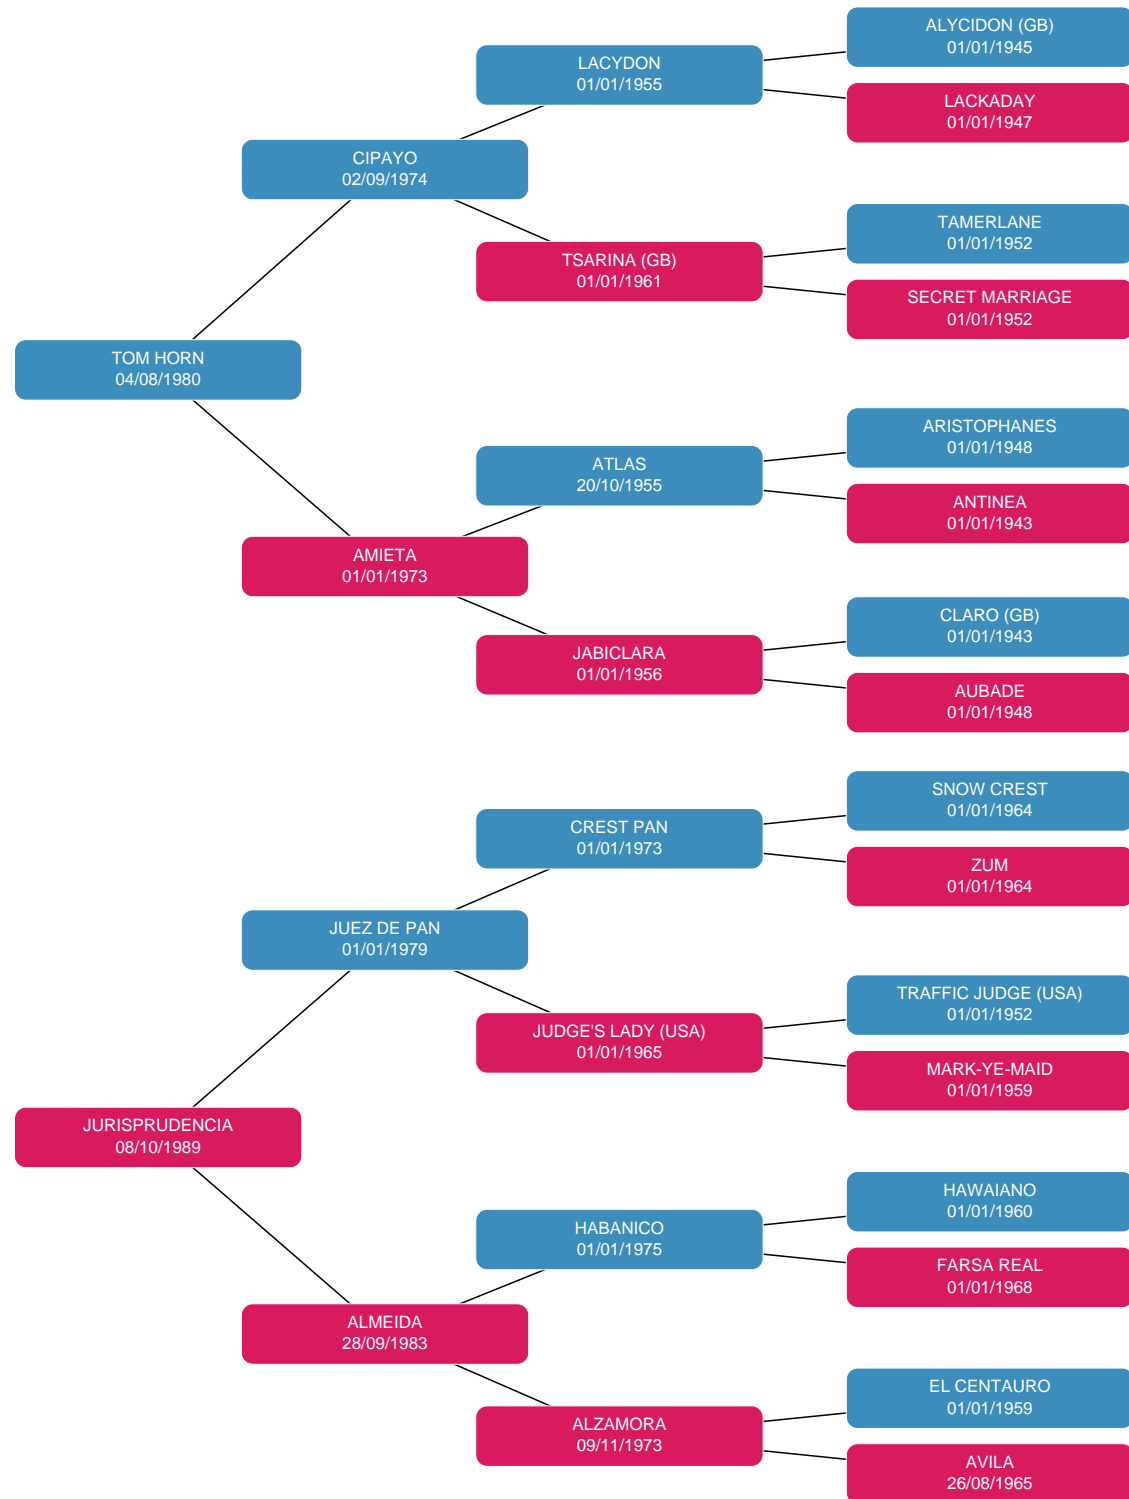 ALYCIDON (GB)
01/01/1945
LACYDON
01/01/1955
LACKADAY
01/01/1947
CIPAYO
02/09/1974
TAMERLANE
01/01/1952
TSARINA (GB)
01/01/1961
SECRET MARRIAGE
01/01/1952
TOM HORN
04/08/1980
ARISTOPHANES
01/01/1948
ATLAS
20/10/1955
ANTINEA
01/01/1943
AMIETA
01/01/1973
CLARO (GB)
01/01/1943
JABICLARA
01/01/1956
AUBADE
01/01/1948
SNOW CREST
01/01/1964
CREST PAN
01/01/1973
ZUM
01/01/1964
JUEZ DE PAN
01/01/1979
TRAFFIC JUDGE (USA)
01/01/1952
JUDGE'S LADY (USA)
01/01/1965
MARK-YE-MAID
01/01/1959
JURISPRUDENCIA
08/10/1989
HAWAIANO
01/01/1960
HABANICO
01/01/1975
FARSA REAL
01/01/1968
ALMEIDA
28/09/1983
EL CENTAURO
01/01/1959
ALZAMORA
09/11/1973
AVILA
26/08/1965